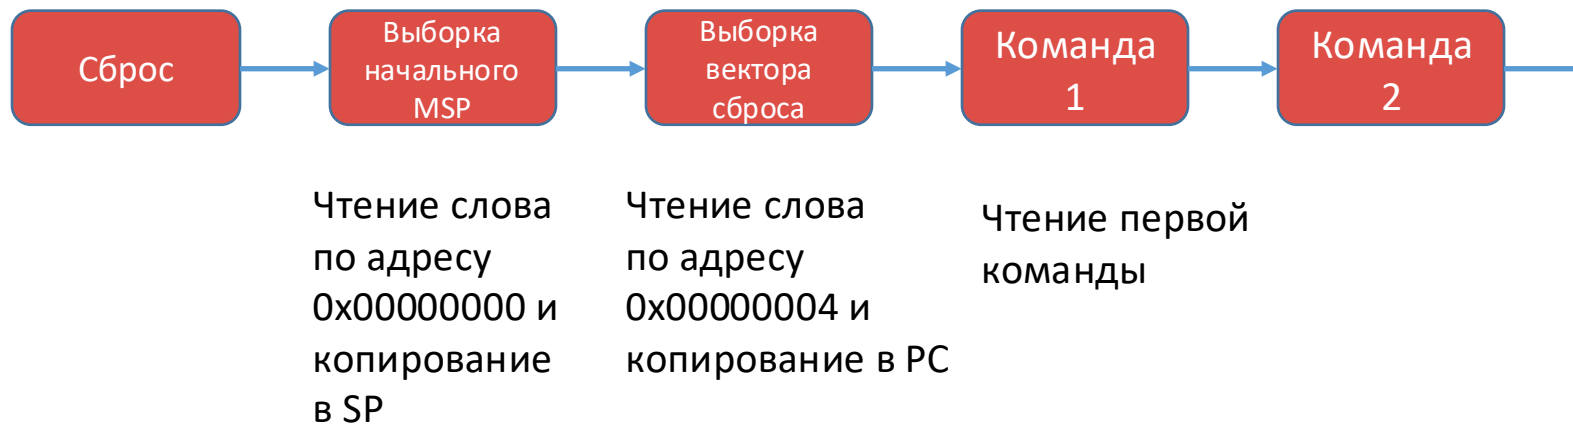 Сброс
Выборка
начального
MSP
Выборка
вектора
сброса
Команда
1
Команда
2
Чтение слова
по адресу
0x00000000 и
копирование
в SP
Чтение слова
по адресу
0x00000004 и
копирование в PC
Чтение первой
команды